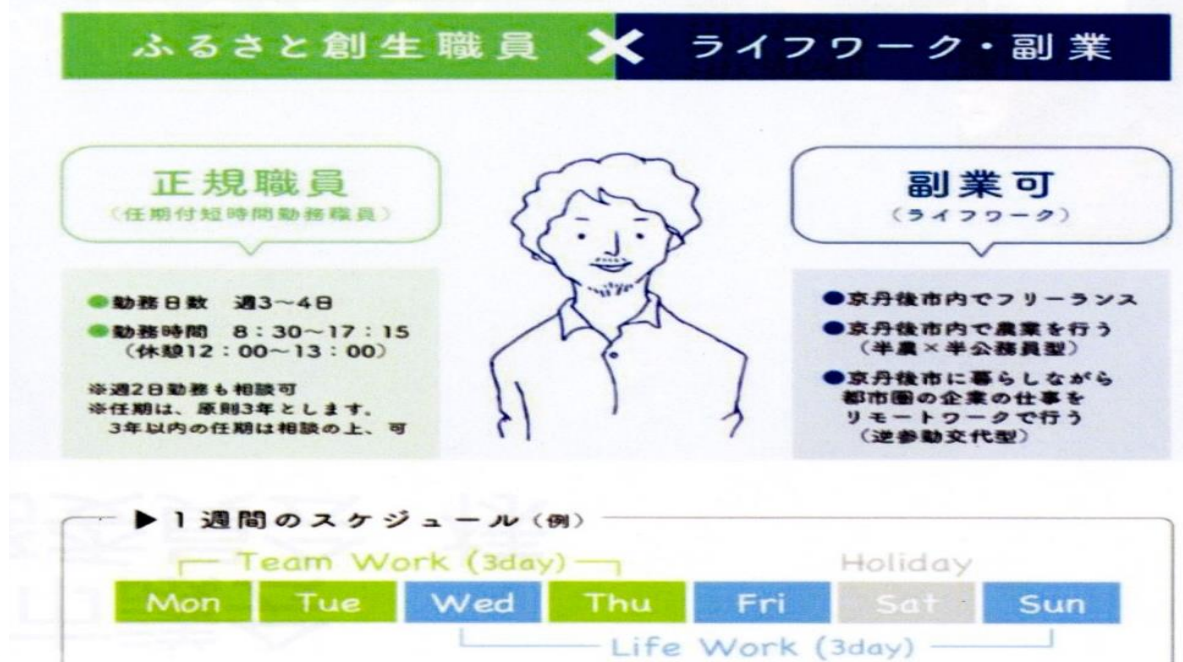 ふるさと創生職員 × ライフワーク・副業
正規職員
（任期付短時間勤務職員）
●勤務日数 週3～4日
●勤務時間 8：30～17：15
（休憩12：00～13：00）
※週2日勤務も相談可
※任期は、原則3年とします。
3年以内の任期は相談の上、可
副業可
（ライフワーク）
●京丹後市内でフリーランス
●京丹後市内で農業を行う
（半農×半公務員型）
●京丹後市に暮らしながら
都市圏の企業の仕事を
リモートワークで行う
（逆参勤交代型）
▶1週間のスケジュール（例）
Team Work (3day)
Holiday
Mon Tue Wed Thu Fri Sat Sun
Life Work (3day)